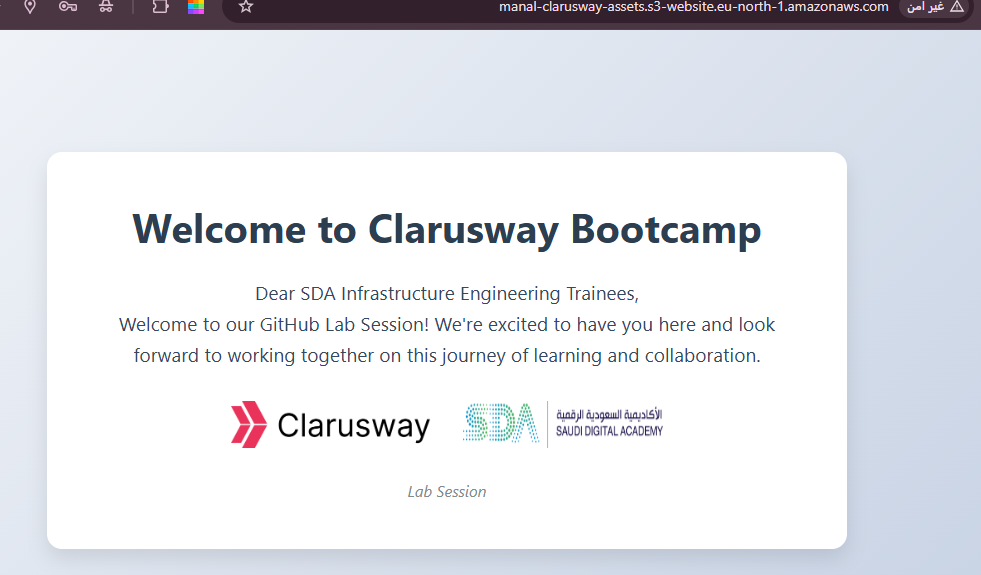 manal-clarusway-assets.s3-website.eu-north-1.amazonaws.com
غير آمن
Welcome to Clarusway Bootcamp
Dear SDA Infrastructure Engineering Trainees,
Welcome to our GitHub Lab Session! We're excited to have you here and look
forward to working together on this journey of learning and collaboration.
Clarusway
SDA
الأكاديمية السعودية الرقمية
SAUDI DIGITAL ACADEMY
Lab Session